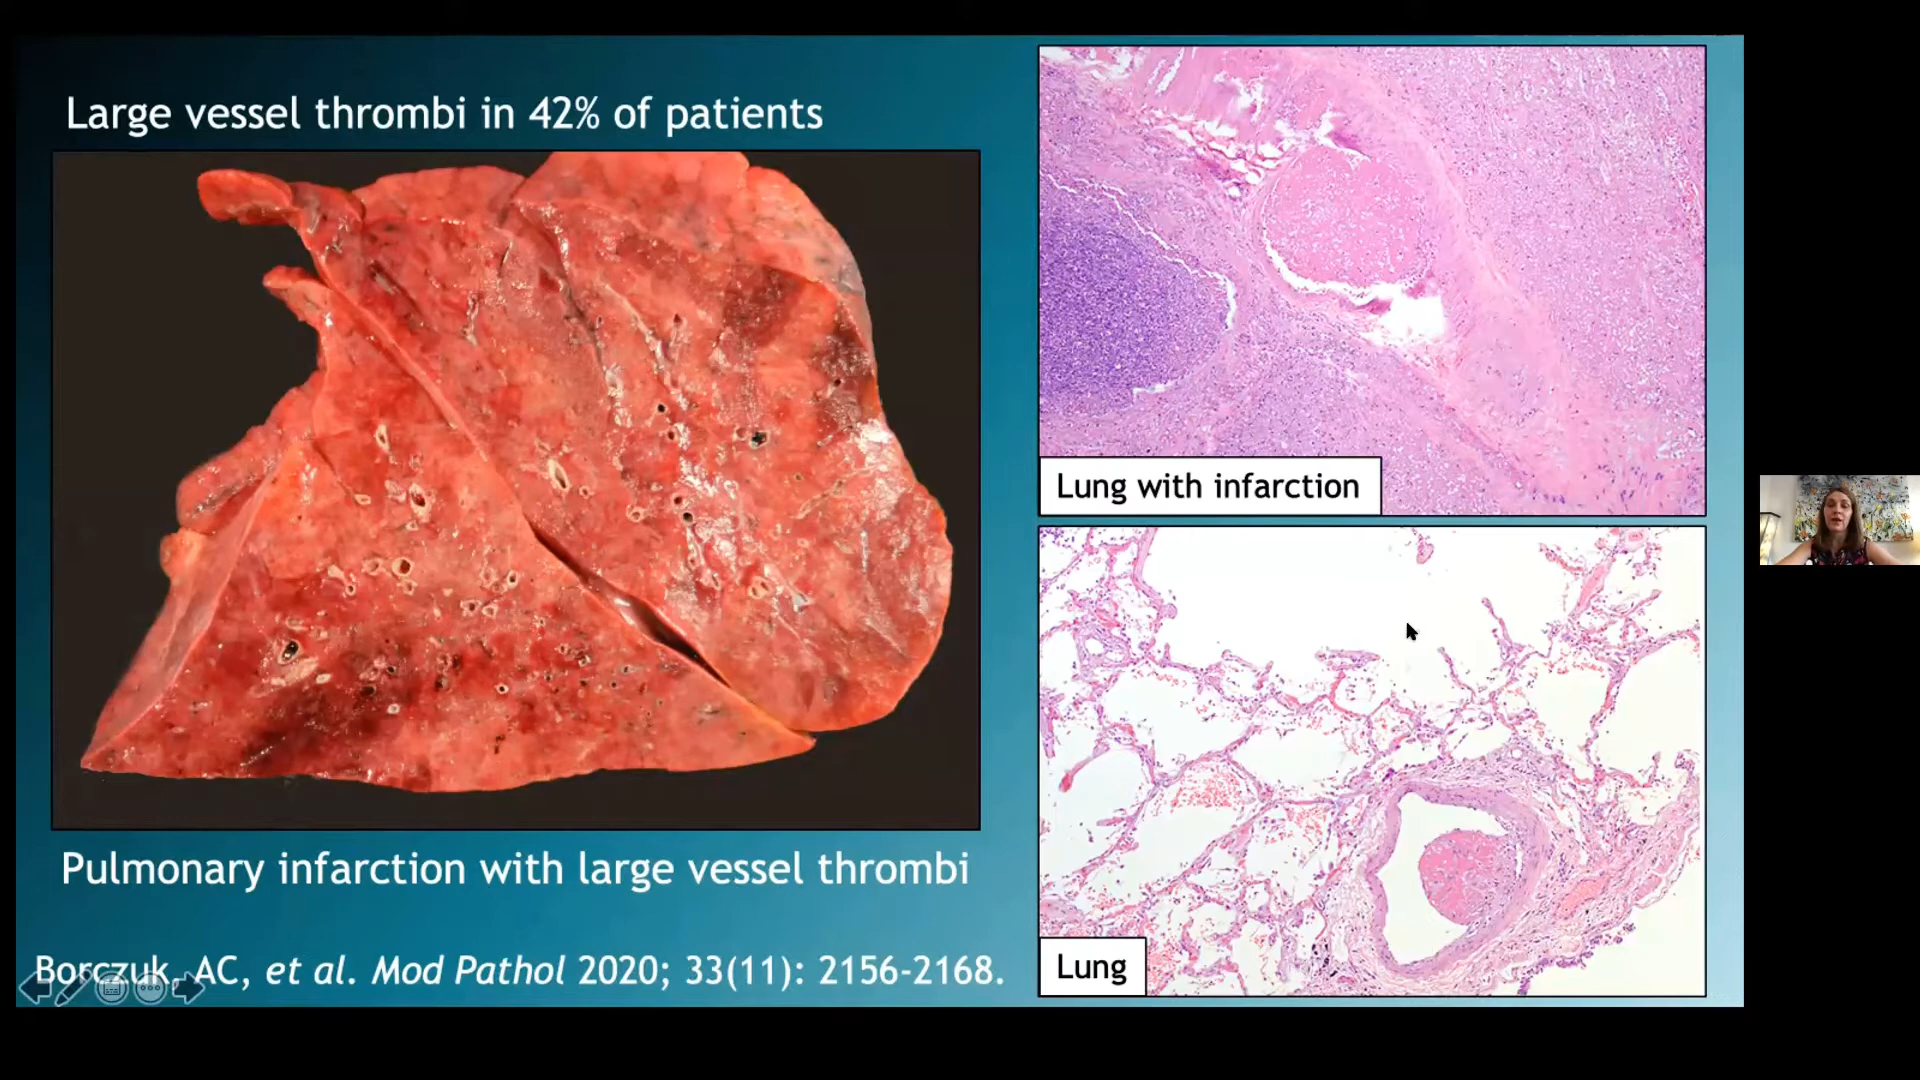 Large vessel thrombi in 42% of patients
Lung with infarction
Pulmonary infarction with large vessel thrombi
Lung
Borczuk, AC, et al. Mod Pathol 2020; 33(11): 2156-2168.